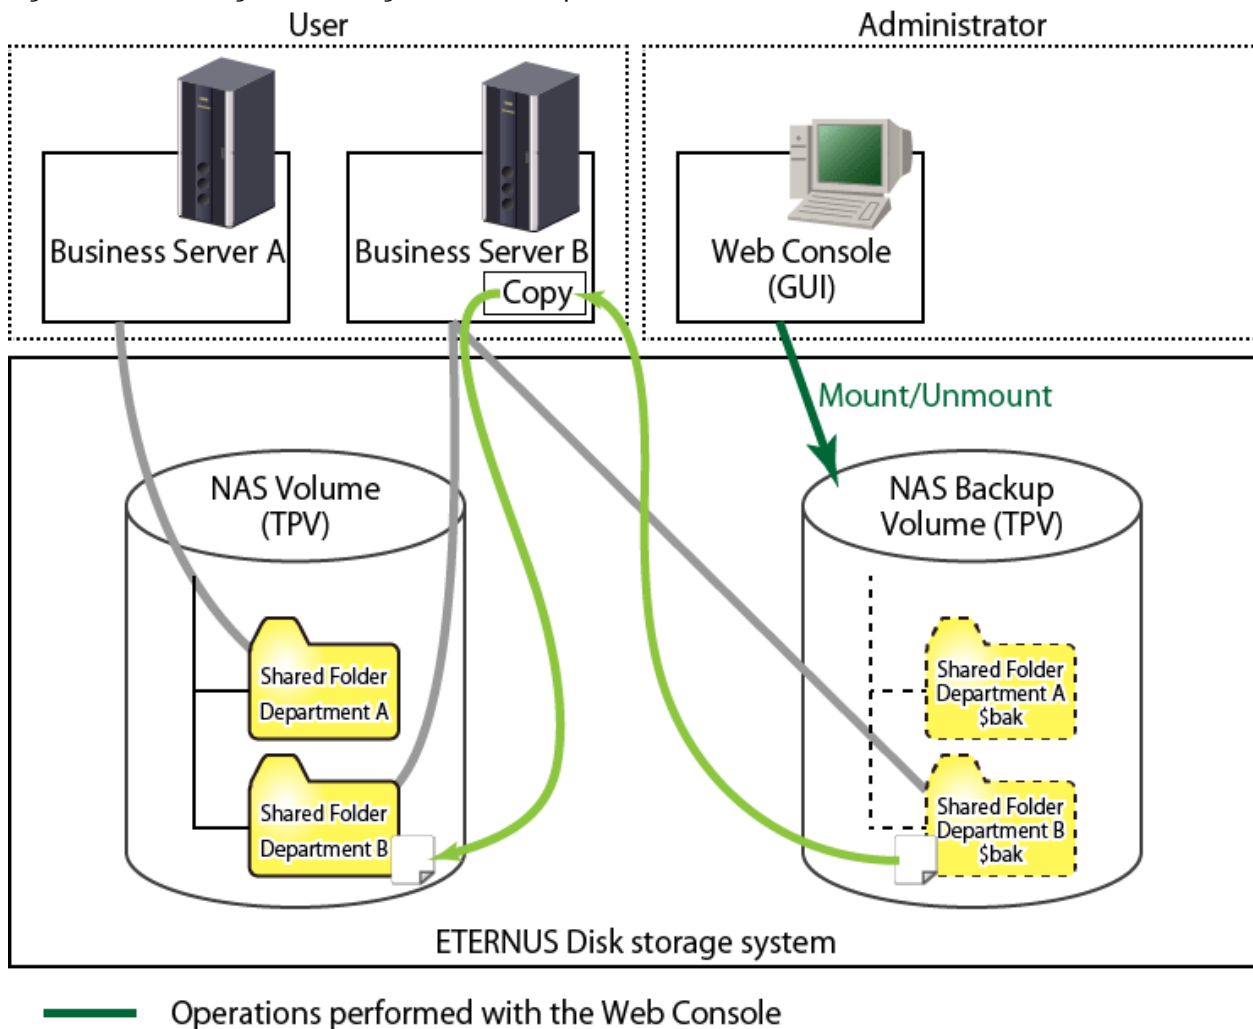 User
Administrator
Business Server A
Business Server B
Copy
Web Console
(GUI)
Mount/Unmount
NAS Volume
(TPV)
NAS Backup
Volume (TPV)
Shared Folder
Department A
Shared Folder
Department A
$bak
Shared Folder
Department B
Shared Folder
Department B
$bak
ETERNUS Disk storage system
Operations performed with the Web Console